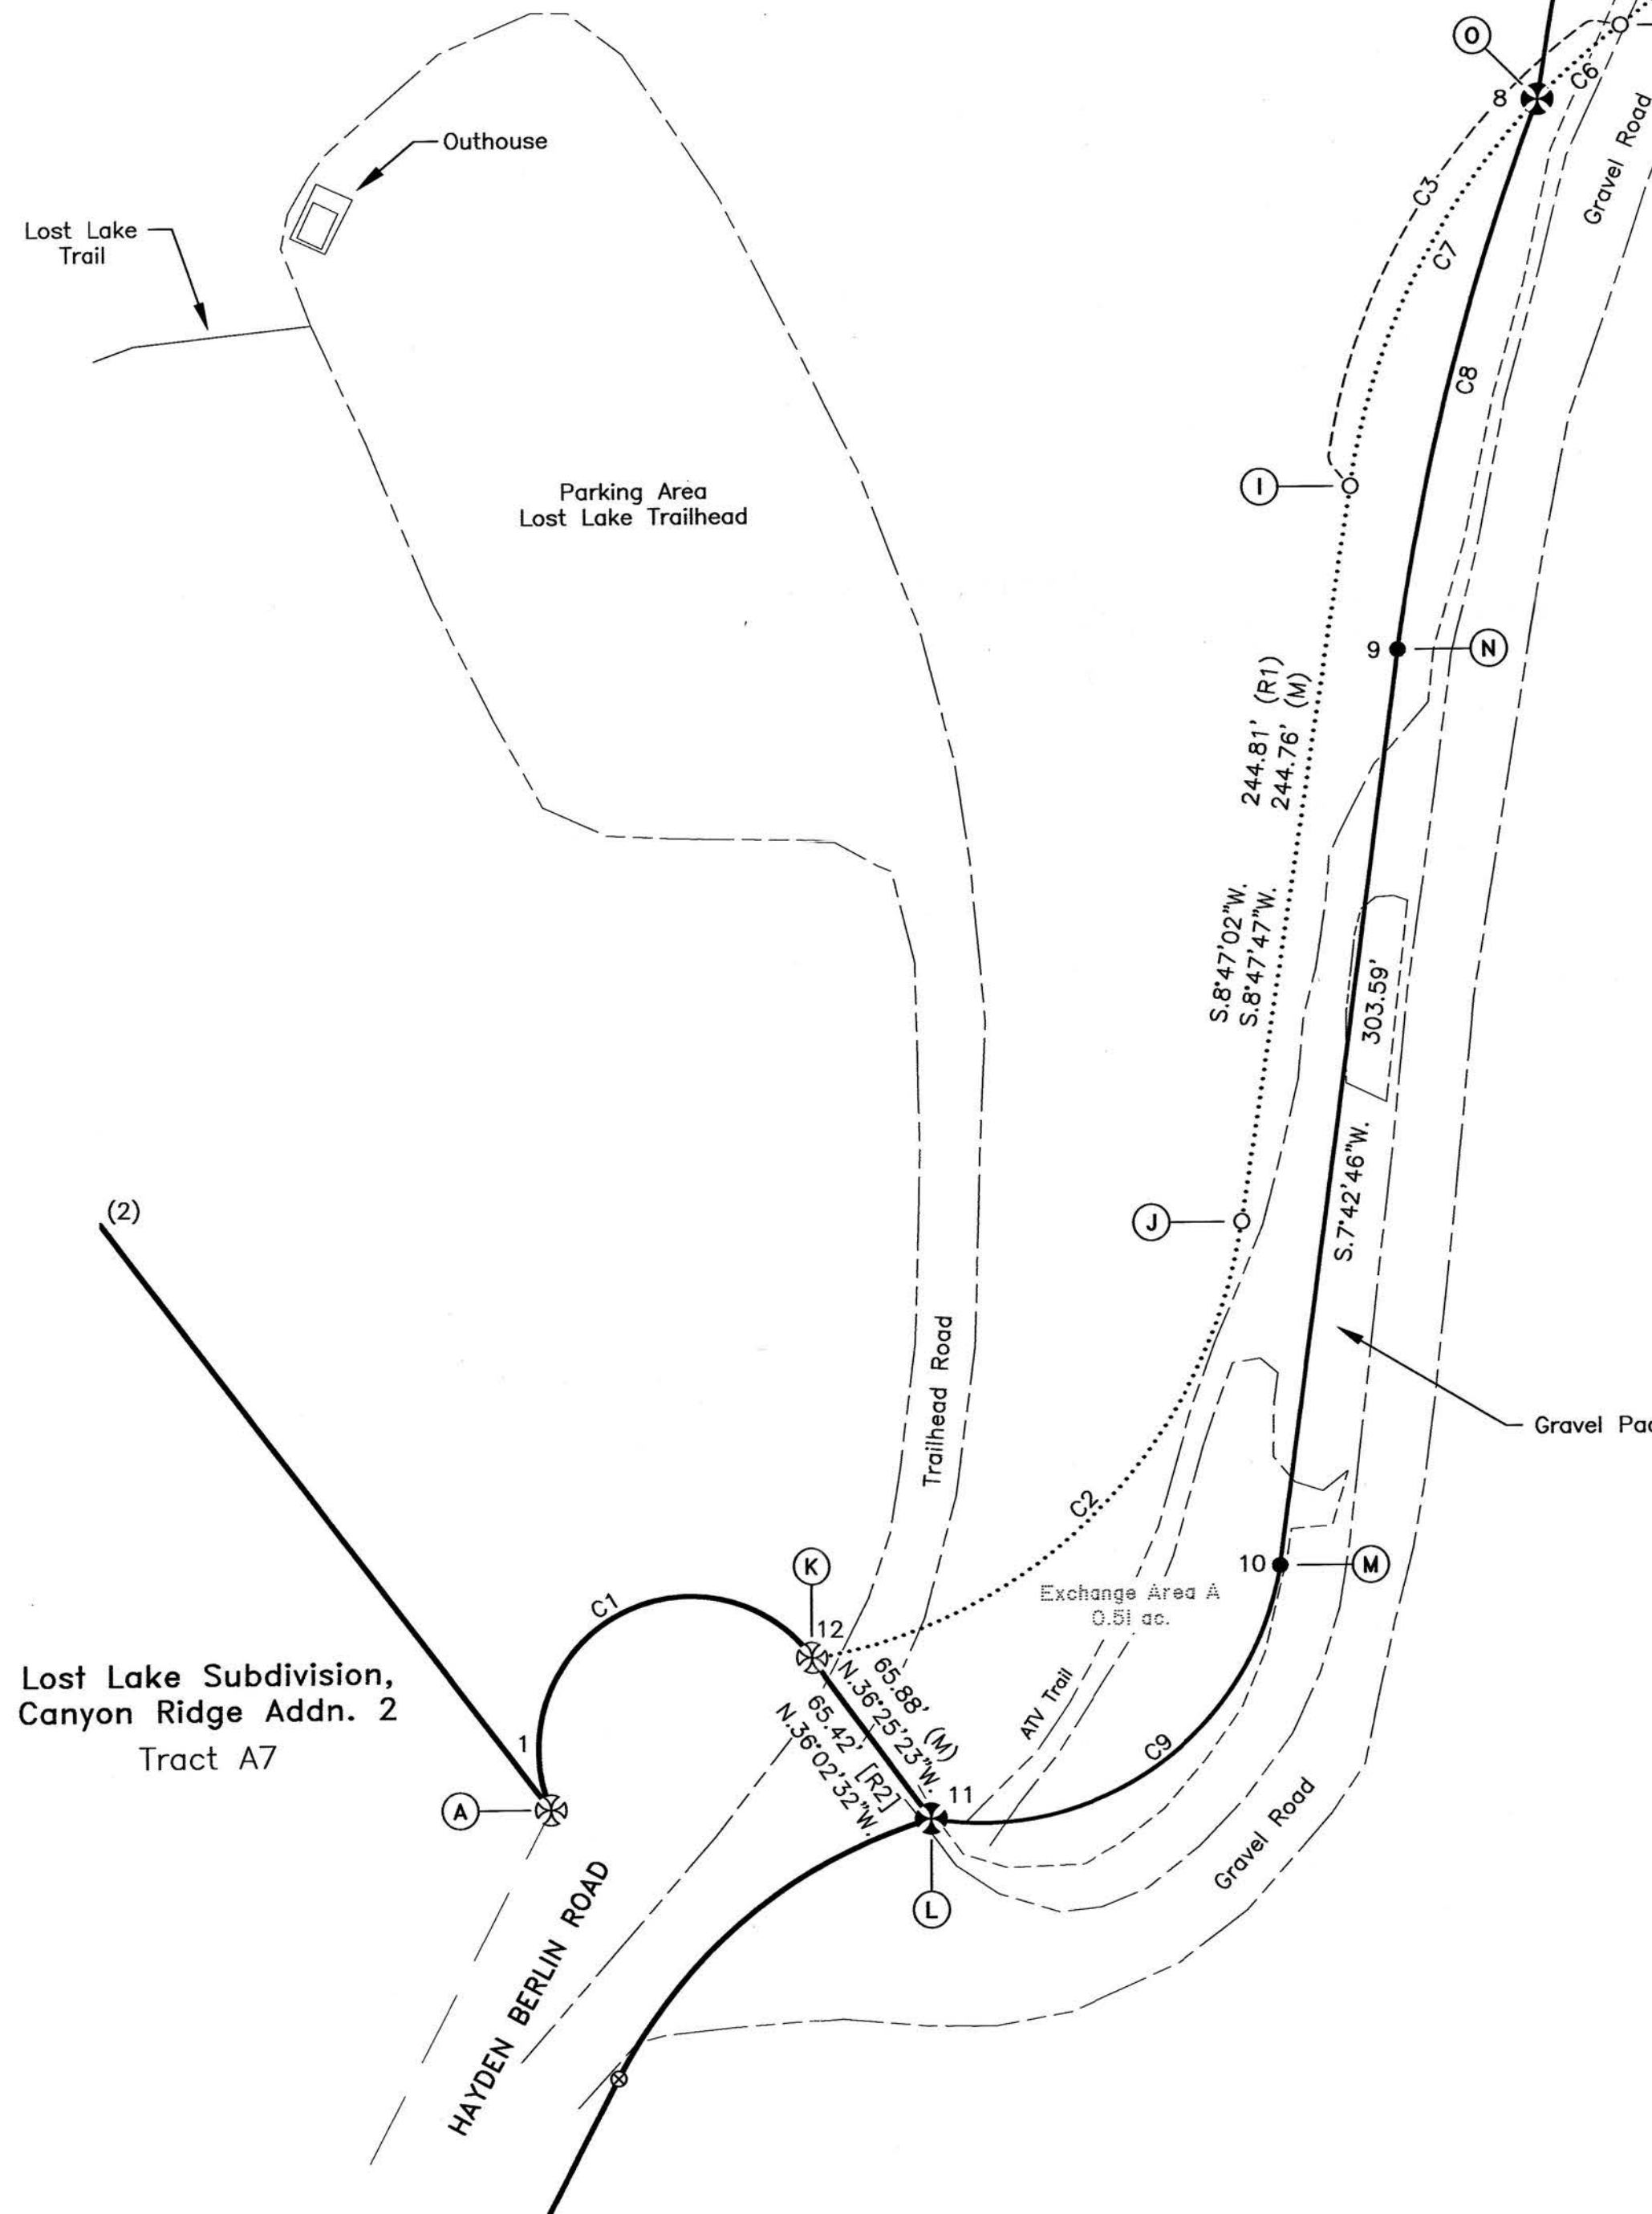 O
8
C6
Gravel Road
Outhouse
C3
Lost Lake
Trail
C7
C8
Parking Area
Lost Lake Trailhead
I
9
N
244.81' (R1)
244.76' (M)
S.8°47'02"W.
S.8°47'47"W.
303.59'
S.7°42'46"W.
(2)
J
Trailhead Road
Gravel Pad
C2
K
10
M
Exchange Area A
0.51 ac.
C1
12
65.88' (M)
N.36°25'23"W.
65.42' [R2]
N.36°02'32"W.
ATV Trail
C9
Lost Lake Subdivision,
Canyon Ridge Addn. 2
Tract A7
1
A
11
L
Gravel Road
HAYDEN BERLIN ROAD